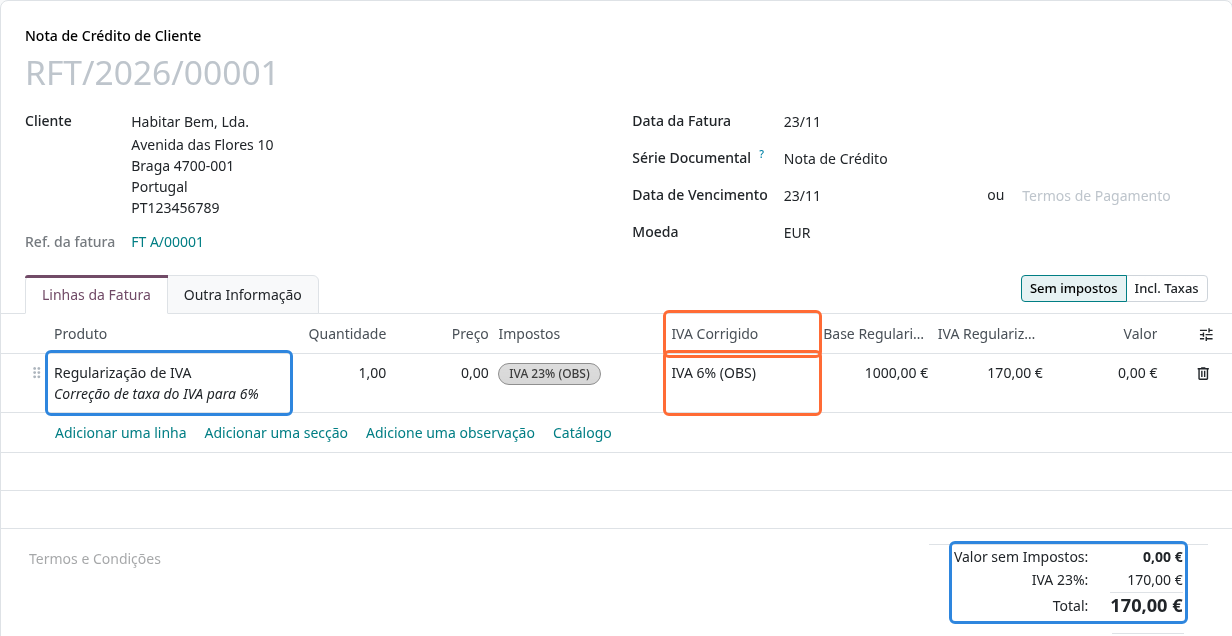 Nota de Crédito de Cliente
RFT/2026/00001
Cliente
Habitar Bem, Lda.
Avenida das Flores 10
Braga 4700-001
Portugal
PT123456789
Ref. da fatura FT A/00001
Data da Fatura 23/11
Série Documental ? Nota de Crédito
Data de Vencimento 23/11 ou Termos de Pagamento
Moeda EUR
Linhas da Fatura Outra Informação Sem impostos Incl. Taxas
Produto Quantidade Preço Impostos IVA Corrigido Base Regulari... IVA Regulariz... Valor
Regularização de IVA 1,00 0,00 IVA 23% (OBS) IVA 6% (OBS) 1000,00 € 170,00 € 0,00 €
Correção de taxa do IVA para 6%
Adicionar uma linha Adicionar uma secção Adicione uma observação Catálogo
Termos e Condições
Valor sem Impostos: 0,00 €
IVA 23%: 170,00 €
Total: 170,00 €